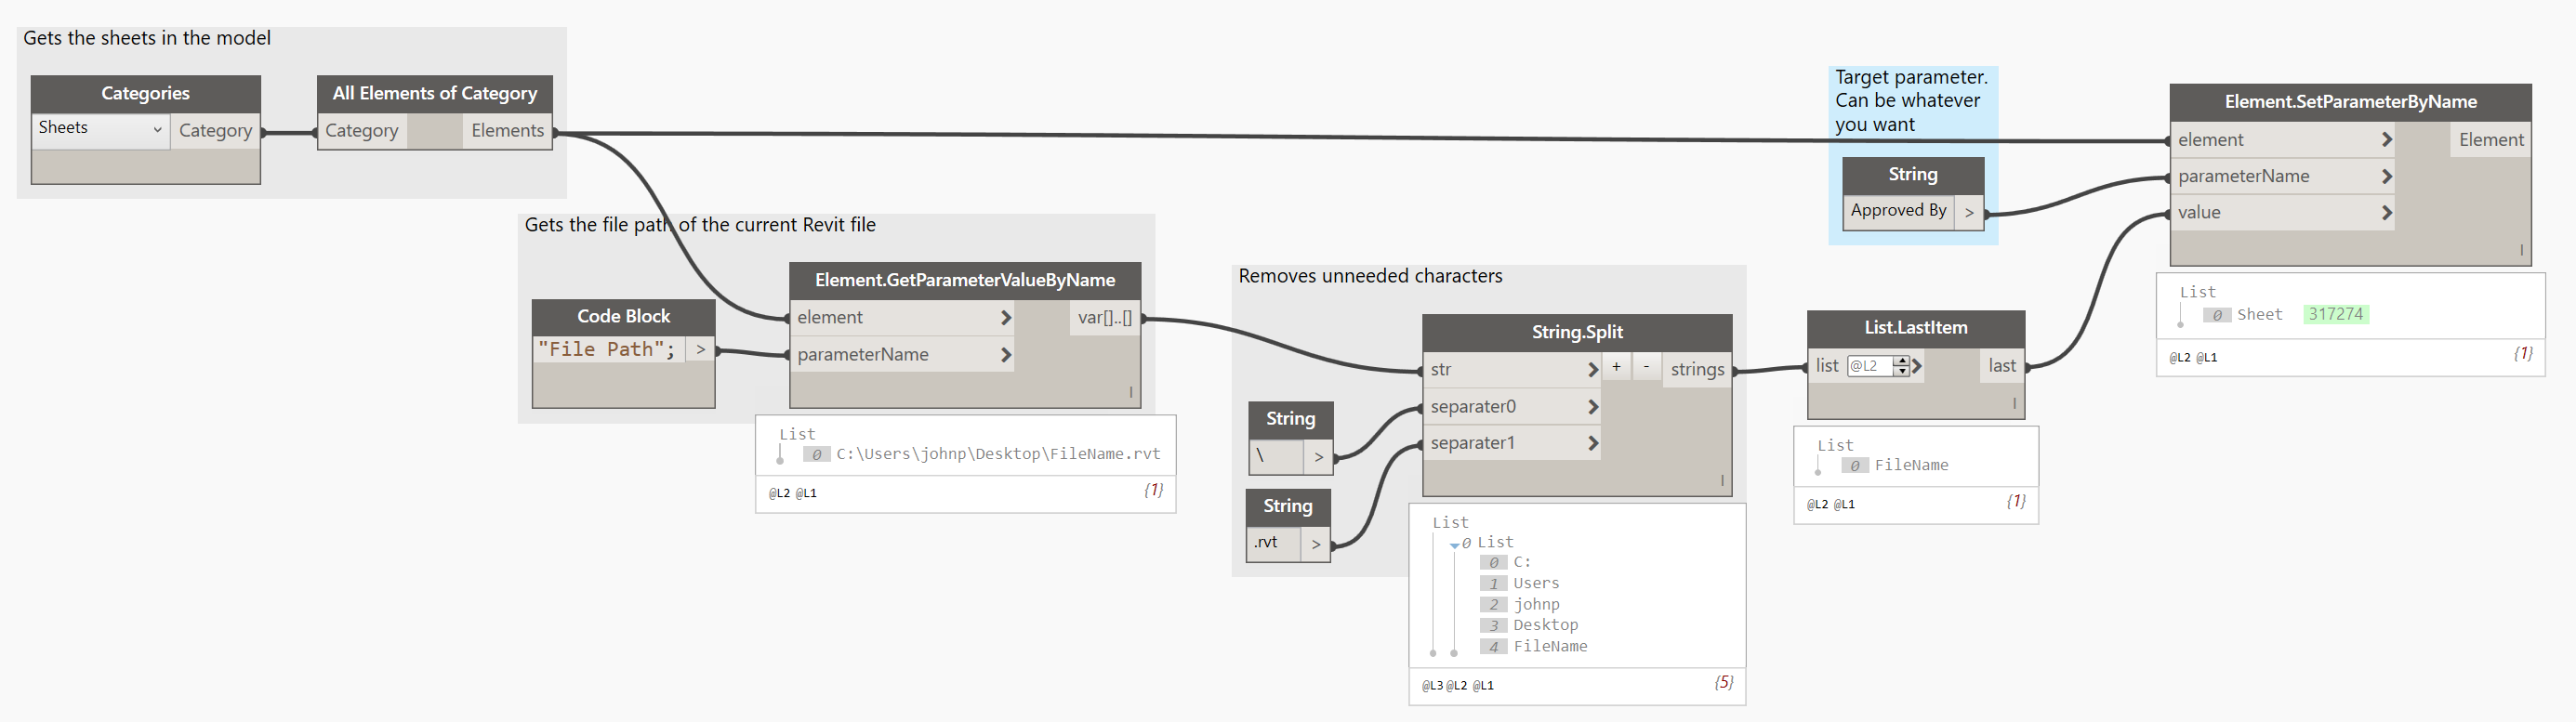 Gets the sheets in the model
Categories
Sheets
Category
All Elements of Category
Category
Elements
Gets the file path of the current Revit file
Code Block
"File Path";
>
Element.GetParameterValueByName
element
var[]..[]
parameterName
l
List
0 C:\Users\johnp\Desktop\FileName.rvt
@L2 @L1
{1}
Removes unneeded characters
String
\
>
String
.rvt
>
String.Split
str
+
-
strings
separater0
separater1
l
List
0 List
0 C:
1 Users
2 johnp
3 Desktop
4 FileName
@L3 @L2 @L1
{5}
List.LastItem
list @L2
last
l
List
0 FileName
@L2 @L1
{1}
Target parameter.
Can be whatever
you want
String
Approved By
>
Element.SetParameterByName
element
Element
parameterName
value
l
List
0 Sheet 317274
@L2 @L1
{1}